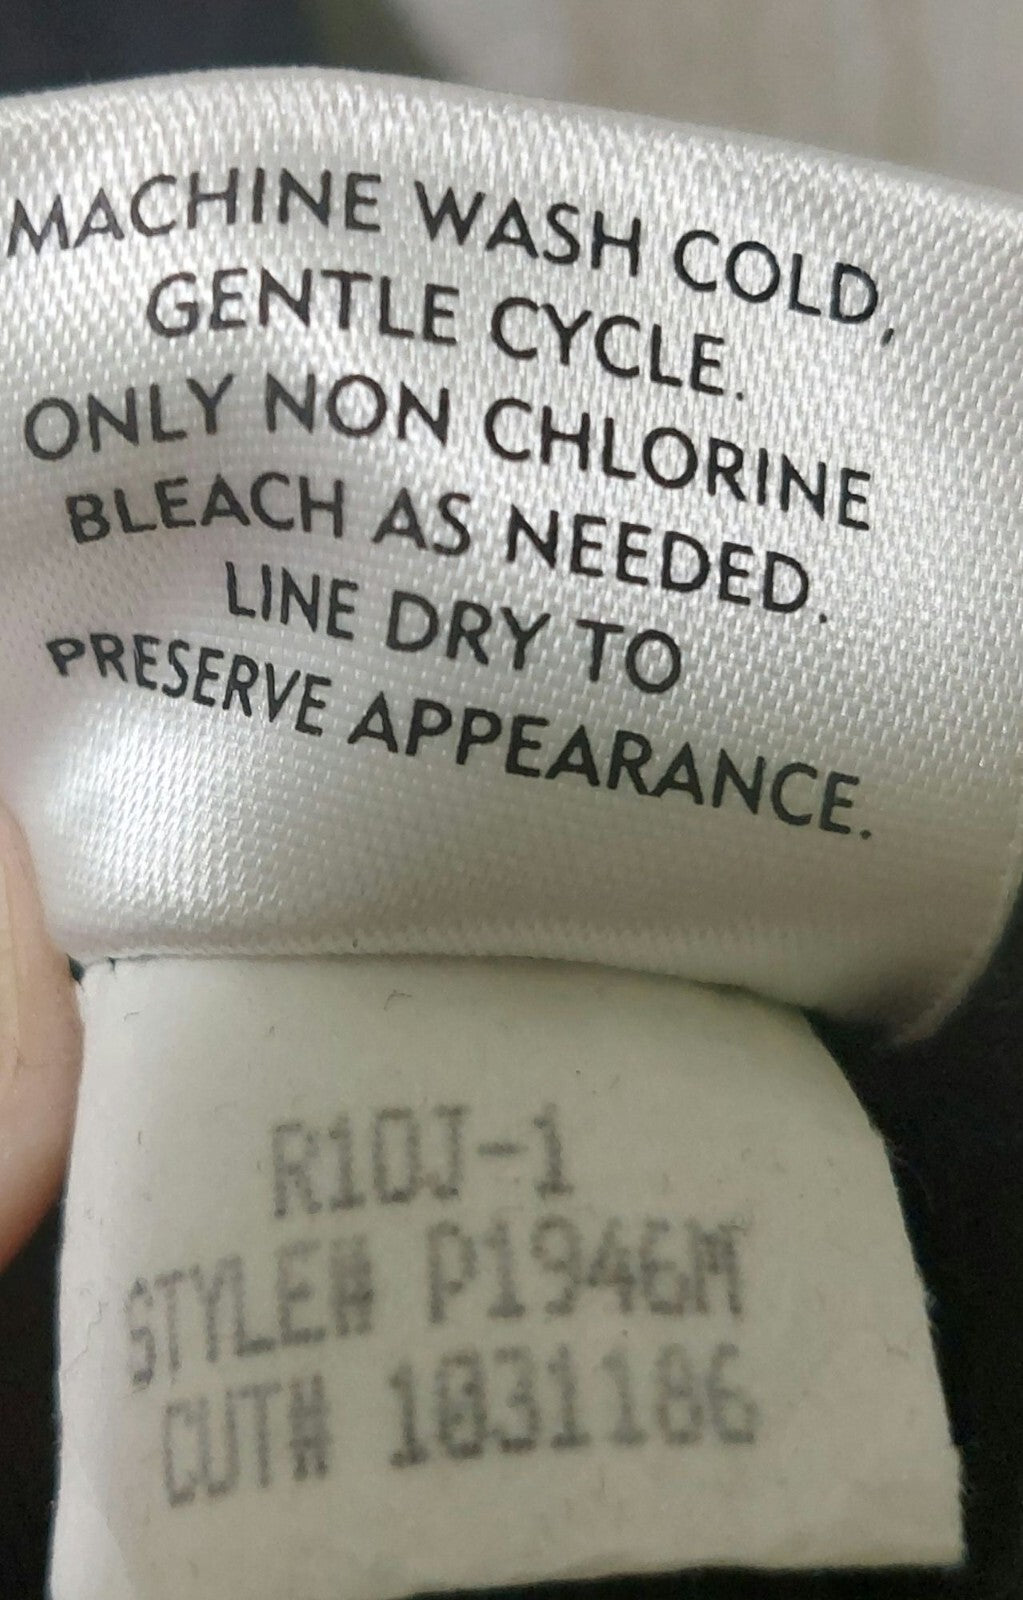 MACHINE WASH COLD,
GENTLE CYCLE.
ONLY NON CHLORINE
BLEACH AS NEEDED.
LINE DRY TO
PRESERVE APPEARANCE.
R10J-1
STYLE# P1946M
CUT# 1031186